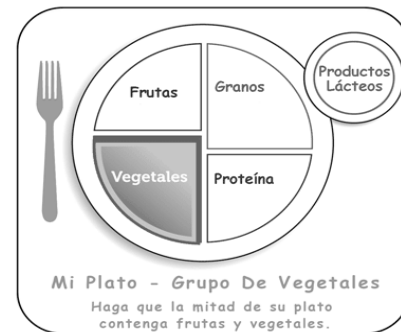 Frutas
Granos
Productos
Lácteos
Vegetales
Proteína
Mi Plato - Grupo De Vegetales
Haga que la mitad de su plato
contenga frutas y vegetales.